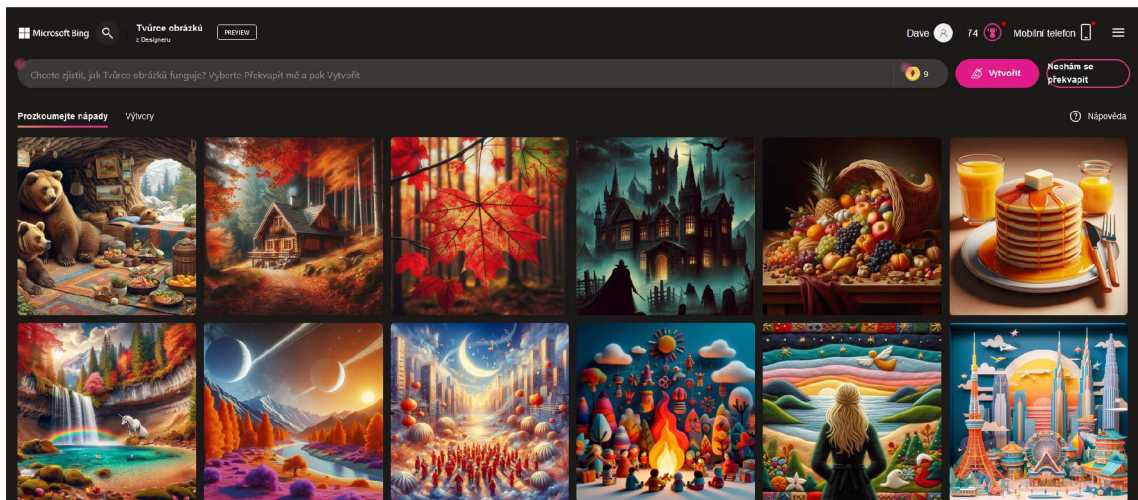 Microsoft Bing
Tvůrce obrázků
z Designeru
PREVIEW
Dave
74
Mobilní telefon
Chcete zjistit, jak Tvůrce obrázků funguje? Vyberte Překvapit mě a pak Vytvořit
9
Vytvořit
Nechám se
překvapit
Prozkoumejte nápady
Výtvory
Nápověda